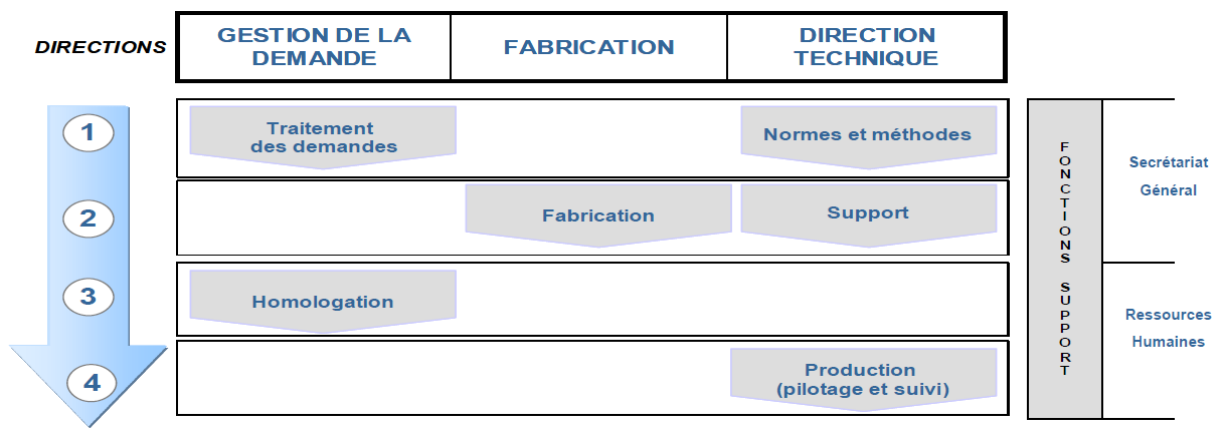 DIRECTIONS
GESTION DE LA
DEMANDE
FABRICATION
DIRECTION
TECHNIQUE
1
Traitement
des demandes
Normes et méthodes
2
Fabrication
Support
3
Homologation
4
Production
(pilotage et suivi)
FONCTIONS SUPPORT
Secrétariat
Général
Ressources
Humaines